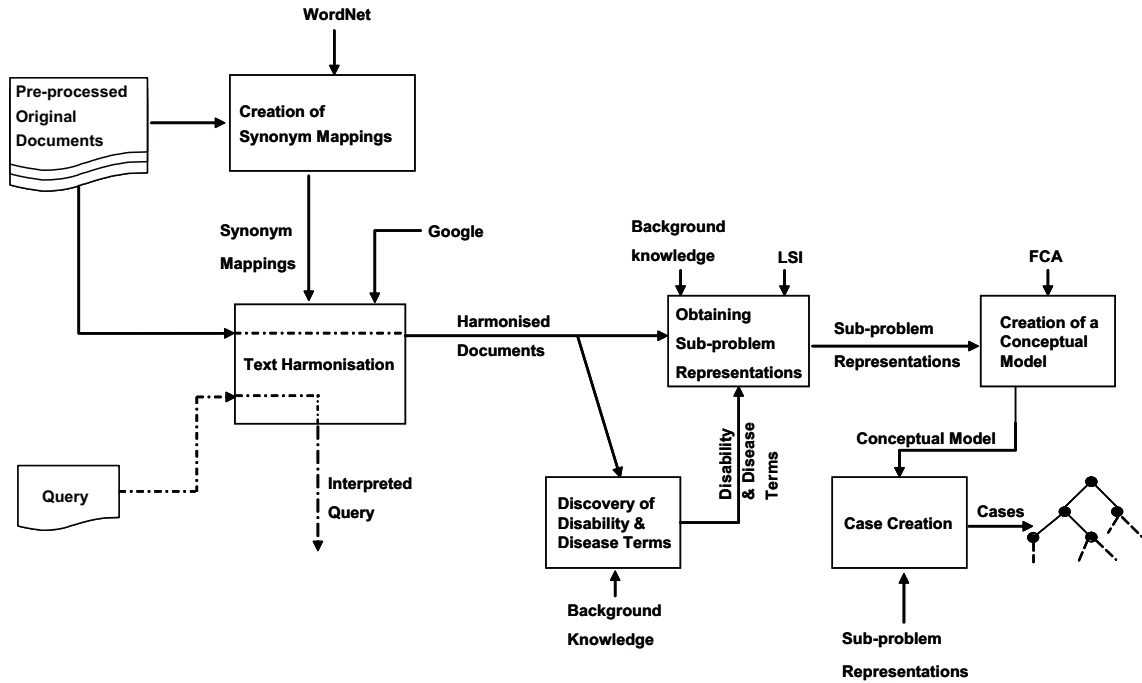 WordNet
Pre-processed
Original
Documents
Creation of
Synonym Mappings
Synonym
Mappings
Google
Background
knowledge
LSI
FCA
Text Harmonisation
Harmonised
Documents
Obtaining
Sub-problem
Representations
Sub-problem
Representations
Creation of a
Conceptual
Model
Query
Interpreted
Query
Discovery of
Disability &
Disease Terms
Disability
& Disease
Terms
Conceptual Model
Case Creation
Cases
Background
Knowledge
Sub-problem
Representations